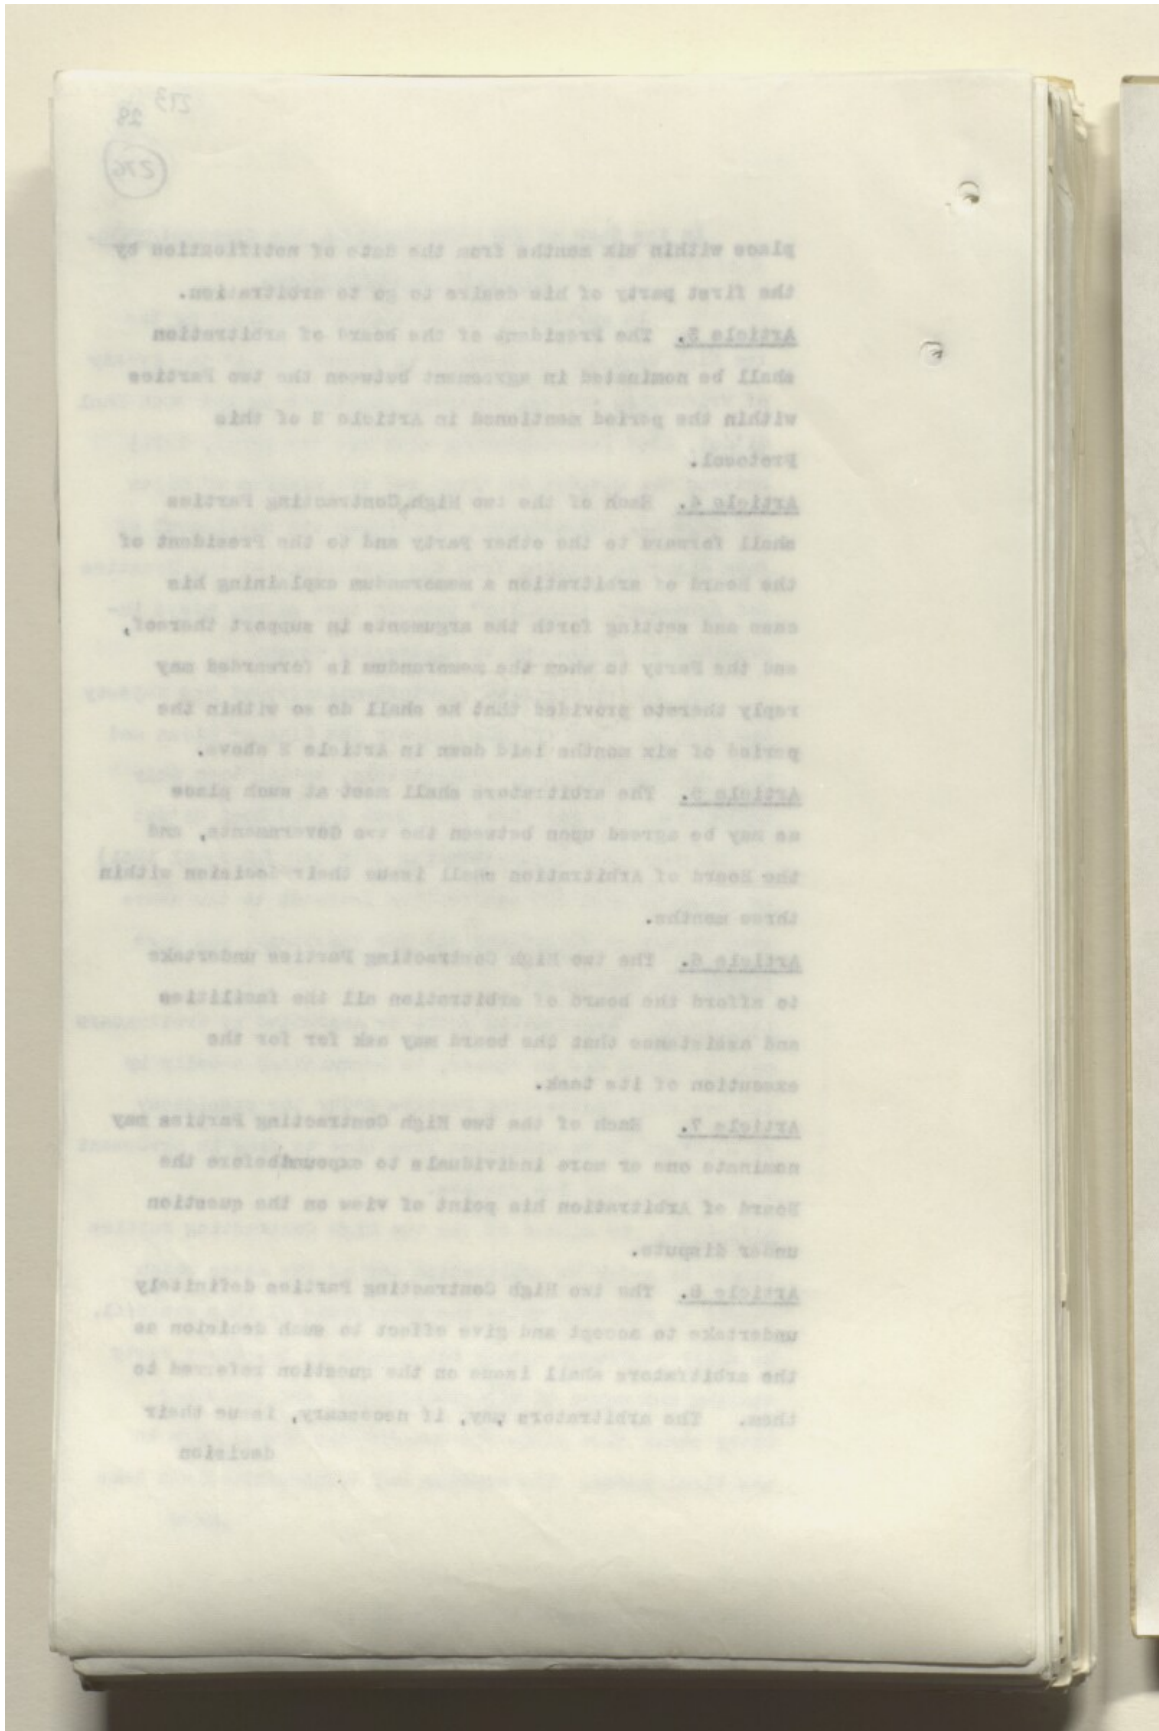 273
28
276
place within six months from the date of notification by
the first party of his desire to go to arbitration.
Article 3. The President of the board of arbitration
shall be nominated in agreement between the two Parties
within the period mentioned in Article 2 of this
Protocol.
Article 4. Each of the two High Contracting Parties
shall forward to the other Party and to the President of
the board of arbitration a memorandum explaining his
case and setting forth the arguments in support thereof,
and the Party to whom the memorandum is forwarded may
reply thereto provided that he shall do so within the
period of six months laid down in Article 2 above.
Article 5. The arbitrators shall meet at such place
as may be agreed upon between the two Governments, and
the Board of Arbitration shall issue their decision within
three months.
Article 6. The two High Contracting Parties undertake
to afford the board of arbitration all the facilities
and assistance that the board may ask for for the
execution of its task.
Article 7. Each of the two High Contracting Parties may
nominate one or more individuals to expound before the
Board of Arbitration his point of view on the question
under dispute.
Article 8. The two High Contracting Parties definitely
undertake to accept and give effect to such decision as
the arbitrators shall issue on the question referred to
them. The arbitrators may, if necessary, issue their
decision